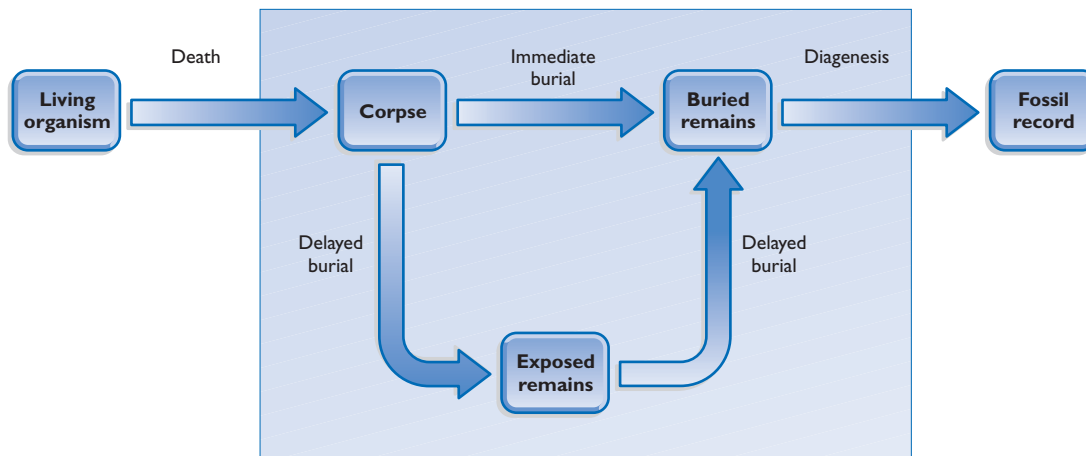 Death
Immediate
burial
Diagenesis
Living
organism
Corpse
Buried
remains
Fossil
record
Delayed
burial
Delayed
burial
Exposed
remains